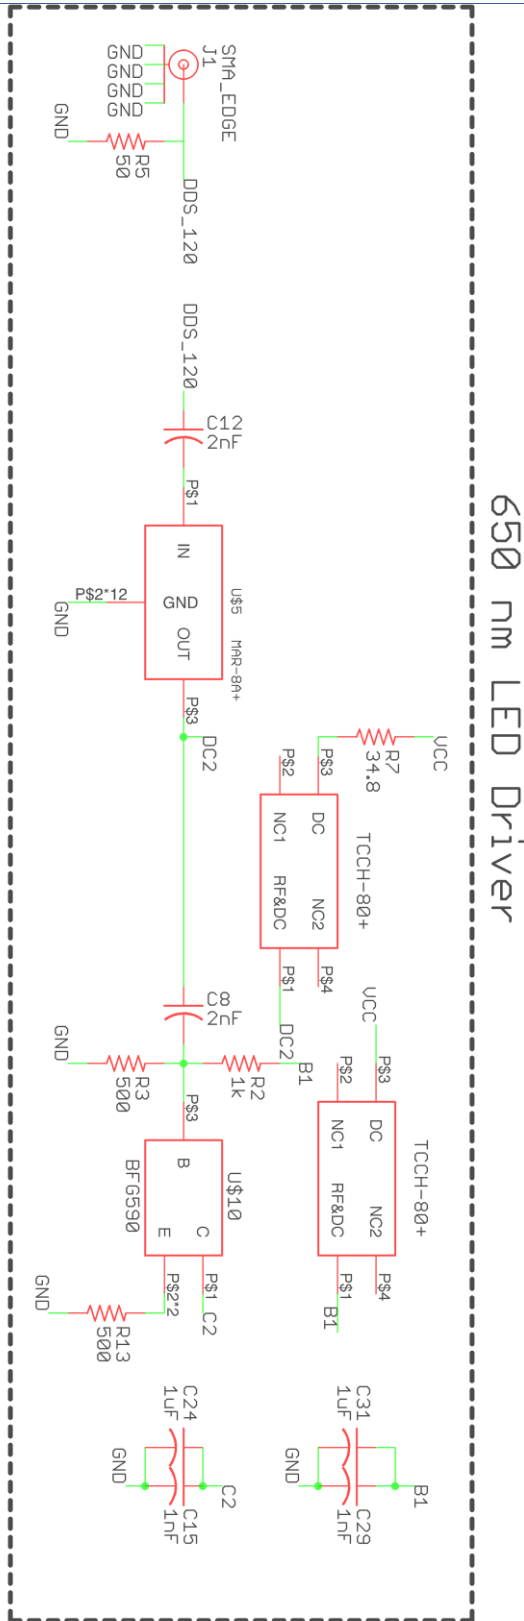 650 nm LED Driver
SMA_EDGE
J1
GND
GND
GND
GND
GND
R5
50
DDS_120
DDS_120
C12
2nF
P$1
IN
GND
OUT
P$2*12
GND
U$5
MAR-8A+
P$3
DC2
VCC
R7
34.8
P$3
P$2
DC
NC1
NC2
RF&DC
TCCH-80+
P$4
P$1
DC2
C8
2nF
GND
R3
500
R2
1k
B1
VCC
P$3
P$2
DC
NC1
NC2
RF&DC
TCCH-80+
P$4
P$1
B1
P$3
B
E
C
U$10
BFG590
P$1
P$2*2
C2
GND
R13
500
C24
1uF
GND
C2
C15
1nF
C31
1uF
GND
B1
C29
1nF